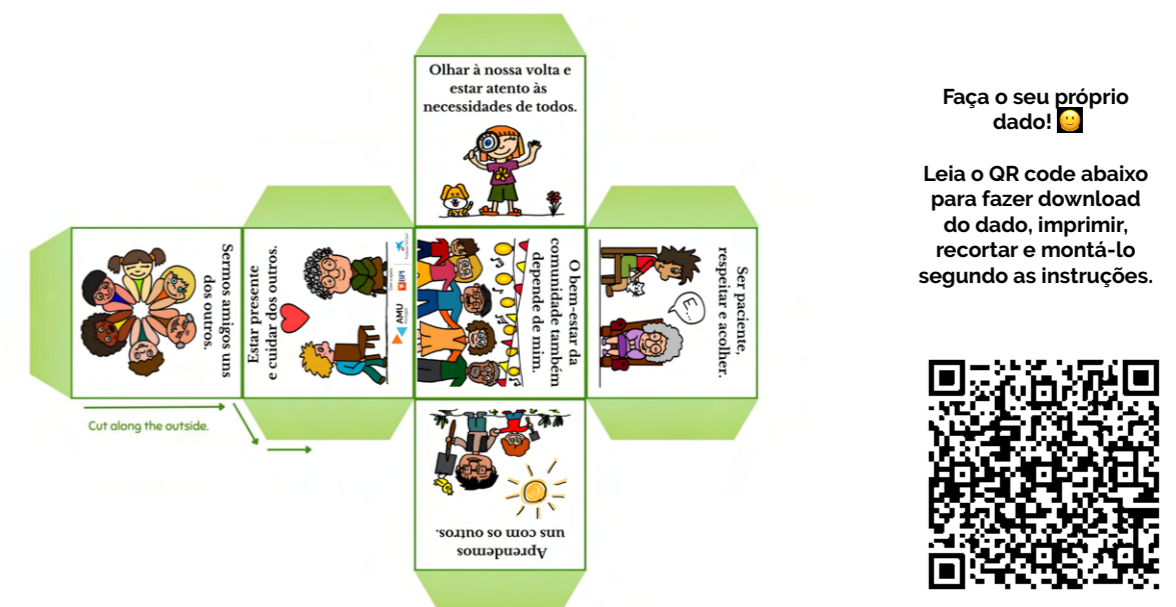 Olhar à nossa volta e
estar atento às
necessidades de todos.
Sermos amigos uns
dos outros.
Estar presente
e cuidar dos outros.
AMU
BPI
O bem-estar da
comunidade também
depende de mim.
Ser paciente,
respeitar e acolher.
E...
Aprendemos
uns com os outros.
Cut along the outside.
Faça o seu próprio
dado! 🙂
Leia o QR code abaixo
para fazer download
do dado, imprimir,
recortar e montá-lo
segundo as instruções.